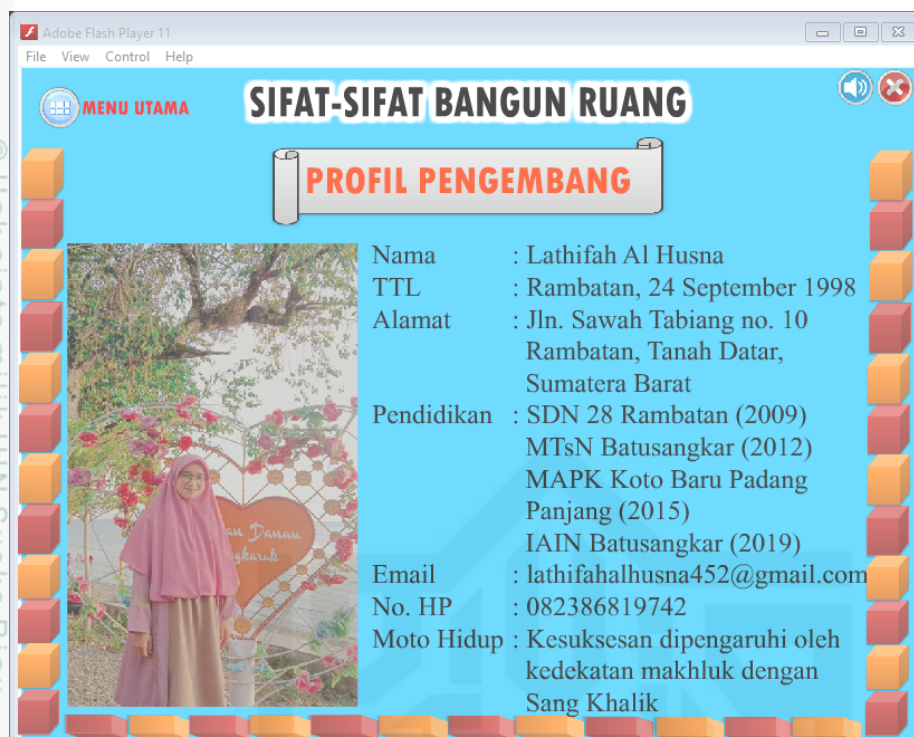 Adobe Flash Player 11
File View Control Help
MENU UTAMA
SIFAT-SIFAT BANGUN RUANG
PROFIL PENGEMBANG
Nama : Lathifah Al Husna
TTL : Rambatan, 24 September 1998
Alamat : Jln. Sawah Tabiang no. 10
Rambatan, Tanah Datar,
Sumatera Barat
Pendidikan : SDN 28 Rambatan (2009)
MTsN Batusangkar (2012)
MAPK Koto Baru Padang
Panjang (2015)
IAIN Batusangkar (2019)
Email : lathifahalhusna452@gmail.com
No. HP : 082386819742
Moto Hidup : Kesuksesan dipengaruhi oleh
kedekatan makhluk dengan
Sang Khalik
Danau